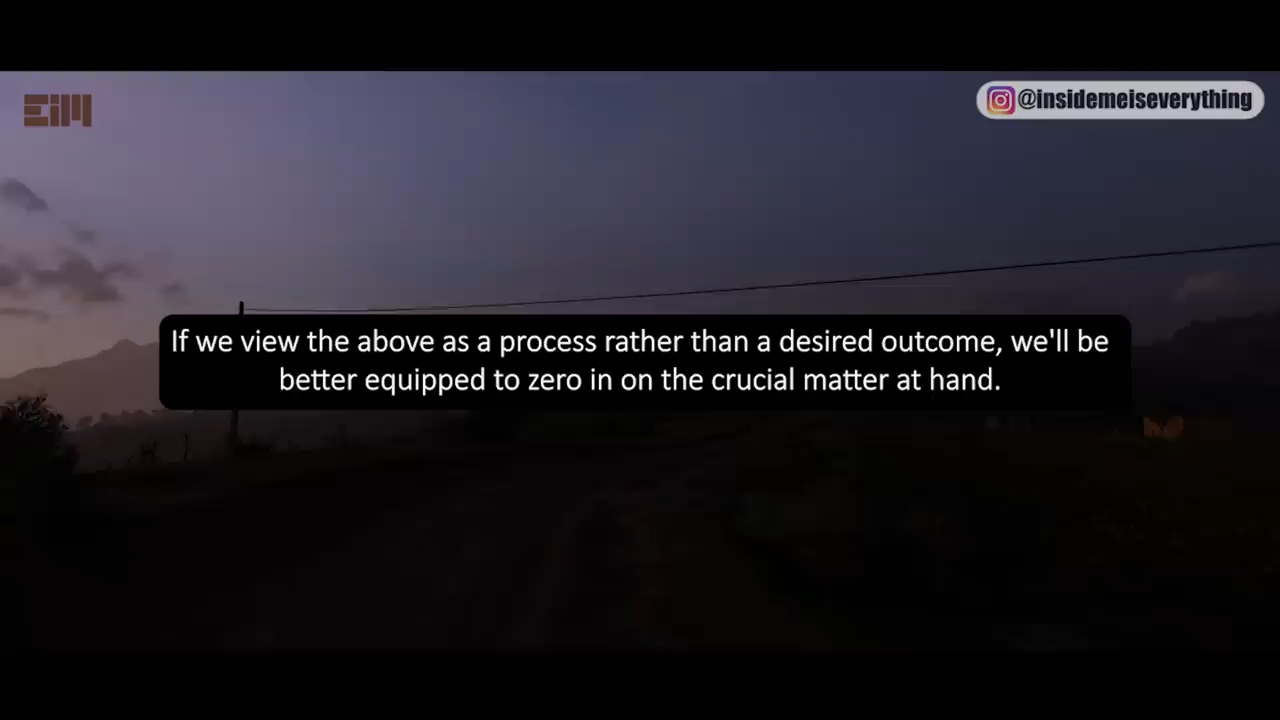 EiM
@insidemeiseverything
If we view the above as a process rather than a desired outcome, we'll be
better equipped to zero in on the crucial matter at hand.